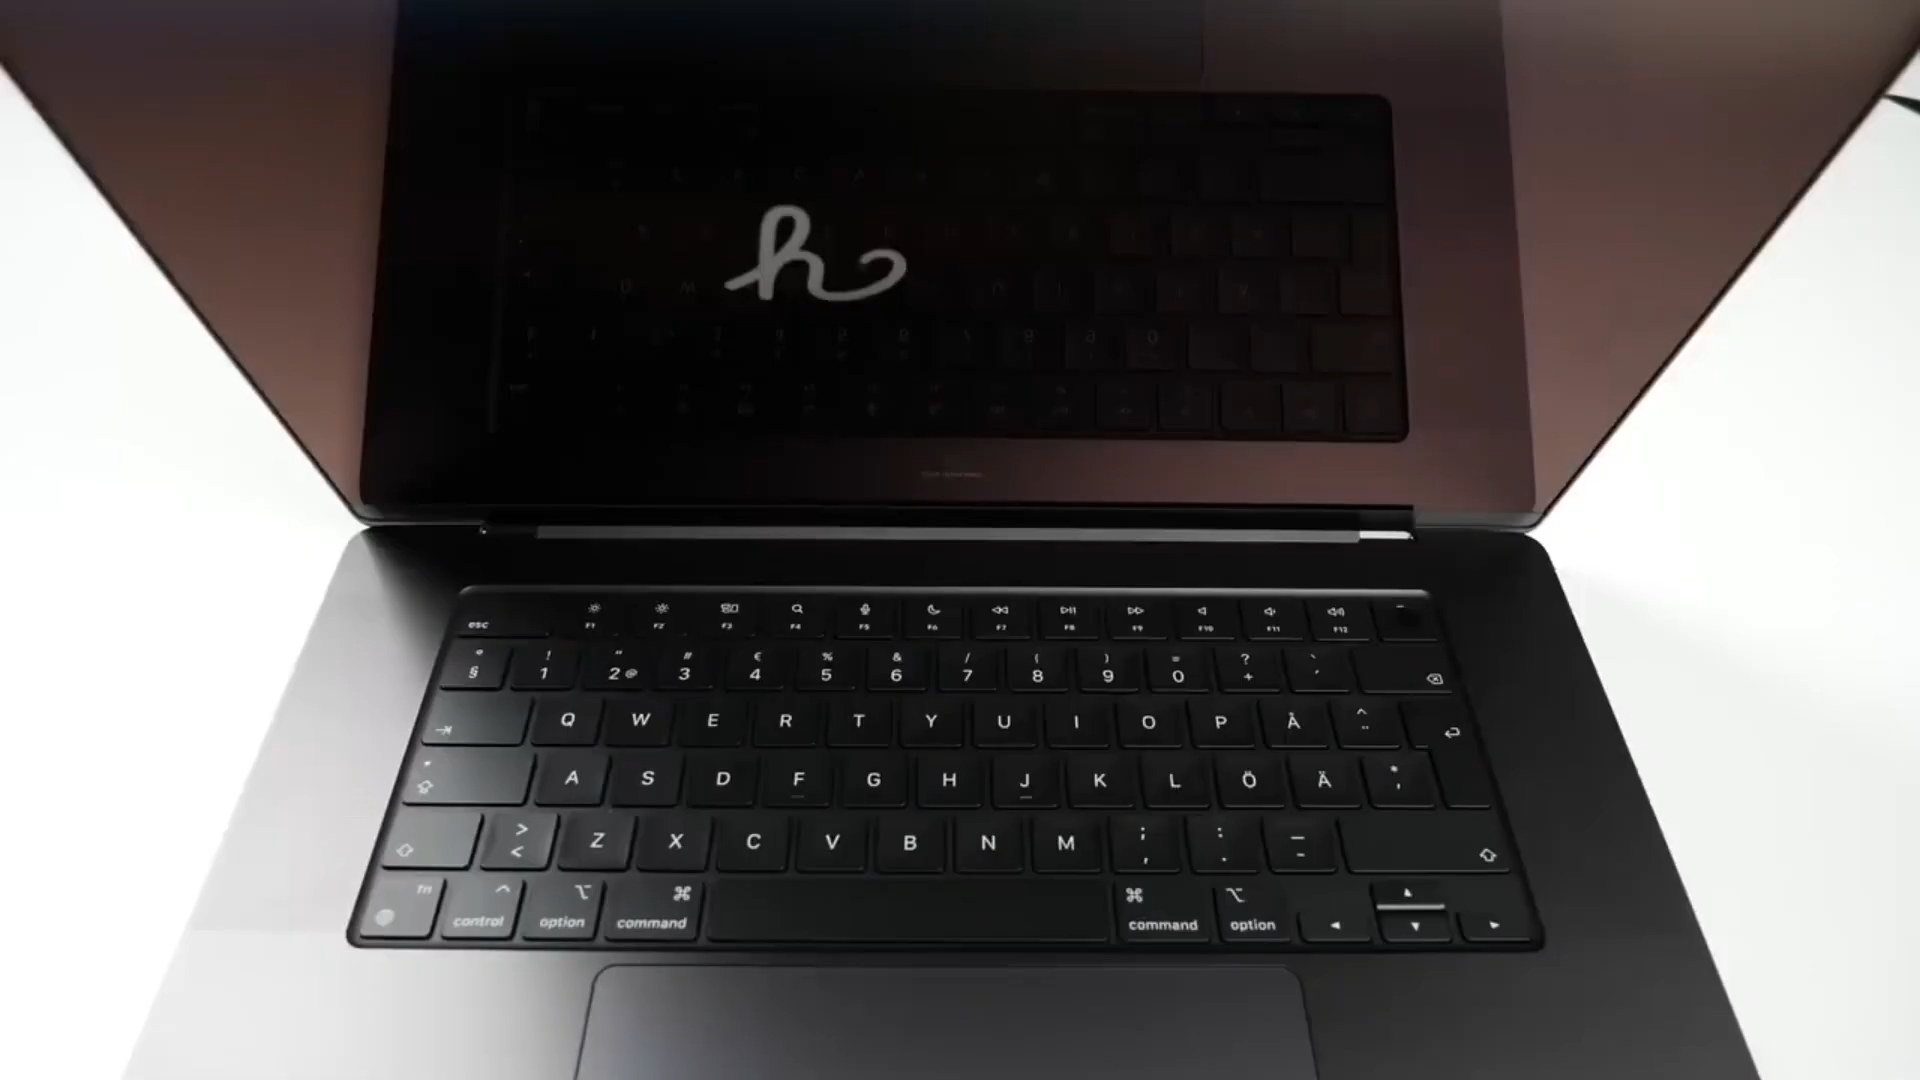 h
esc F1 F2 F3 F4 F5 F6 F7 F8 F9 F10 F11 F12
° ! " # € % & / ( ) = ? `
§ 1 2 @ 3 4 5 6 7 8 9 0 + ´
Q W E R T Y U I O P Å ^ ¨
A S D F G H J K L Ö Ä * '
> < Z X C V B N M ; , : . _ -
control option command command option